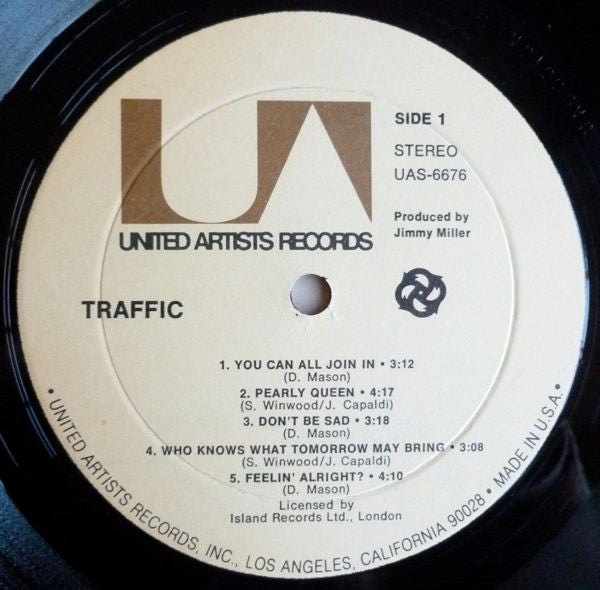 UA
UNITED ARTISTS RECORDS
SIDE 1
STEREO
UAS-6676
Produced by
Jimmy Miller
TRAFFIC
1. YOU CAN ALL JOIN IN • 3:12
(D. Mason)
2. PEARLY QUEEN • 4:17
(S. Winwood/J. Capaldi)
3. DON'T BE SAD • 3:18
(D. Mason)
4. WHO KNOWS WHAT TOMORROW MAY BRING • 3:08
(S. Winwood/J. Capaldi)
5. FEELIN' ALRIGHT? • 4:10
(D. Mason)
Licensed by
Island Records Ltd., London
• UNITED ARTISTS RECORDS, INC., LOS ANGELES, CALIFORNIA 90028 • MADE IN U.S.A. •